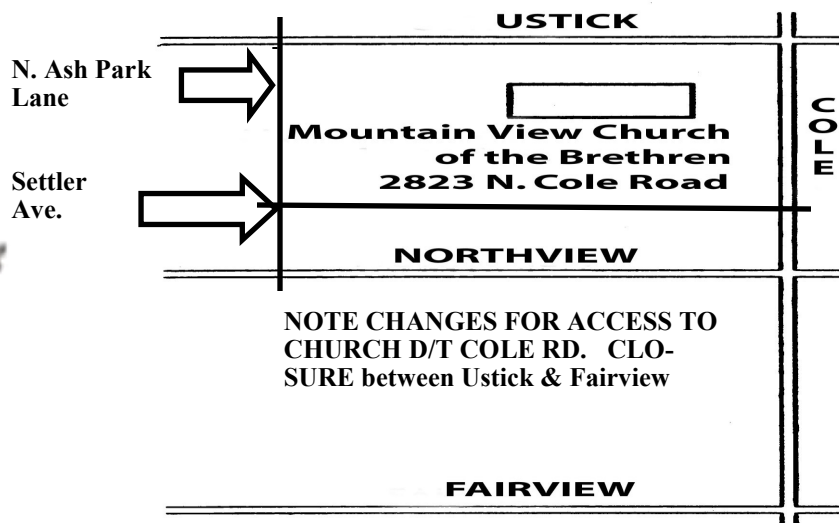 USTICK
N. Ash Park
Lane
COLE
Mountain View Church
of the Brethren
2823 N. Cole Road
Settler
Ave.
NORTHVIEW
NOTE CHANGES FOR ACCESS TO
CHURCH D/T COLE RD. CLO-
SURE between Ustick & Fairview
FAIRVIEW